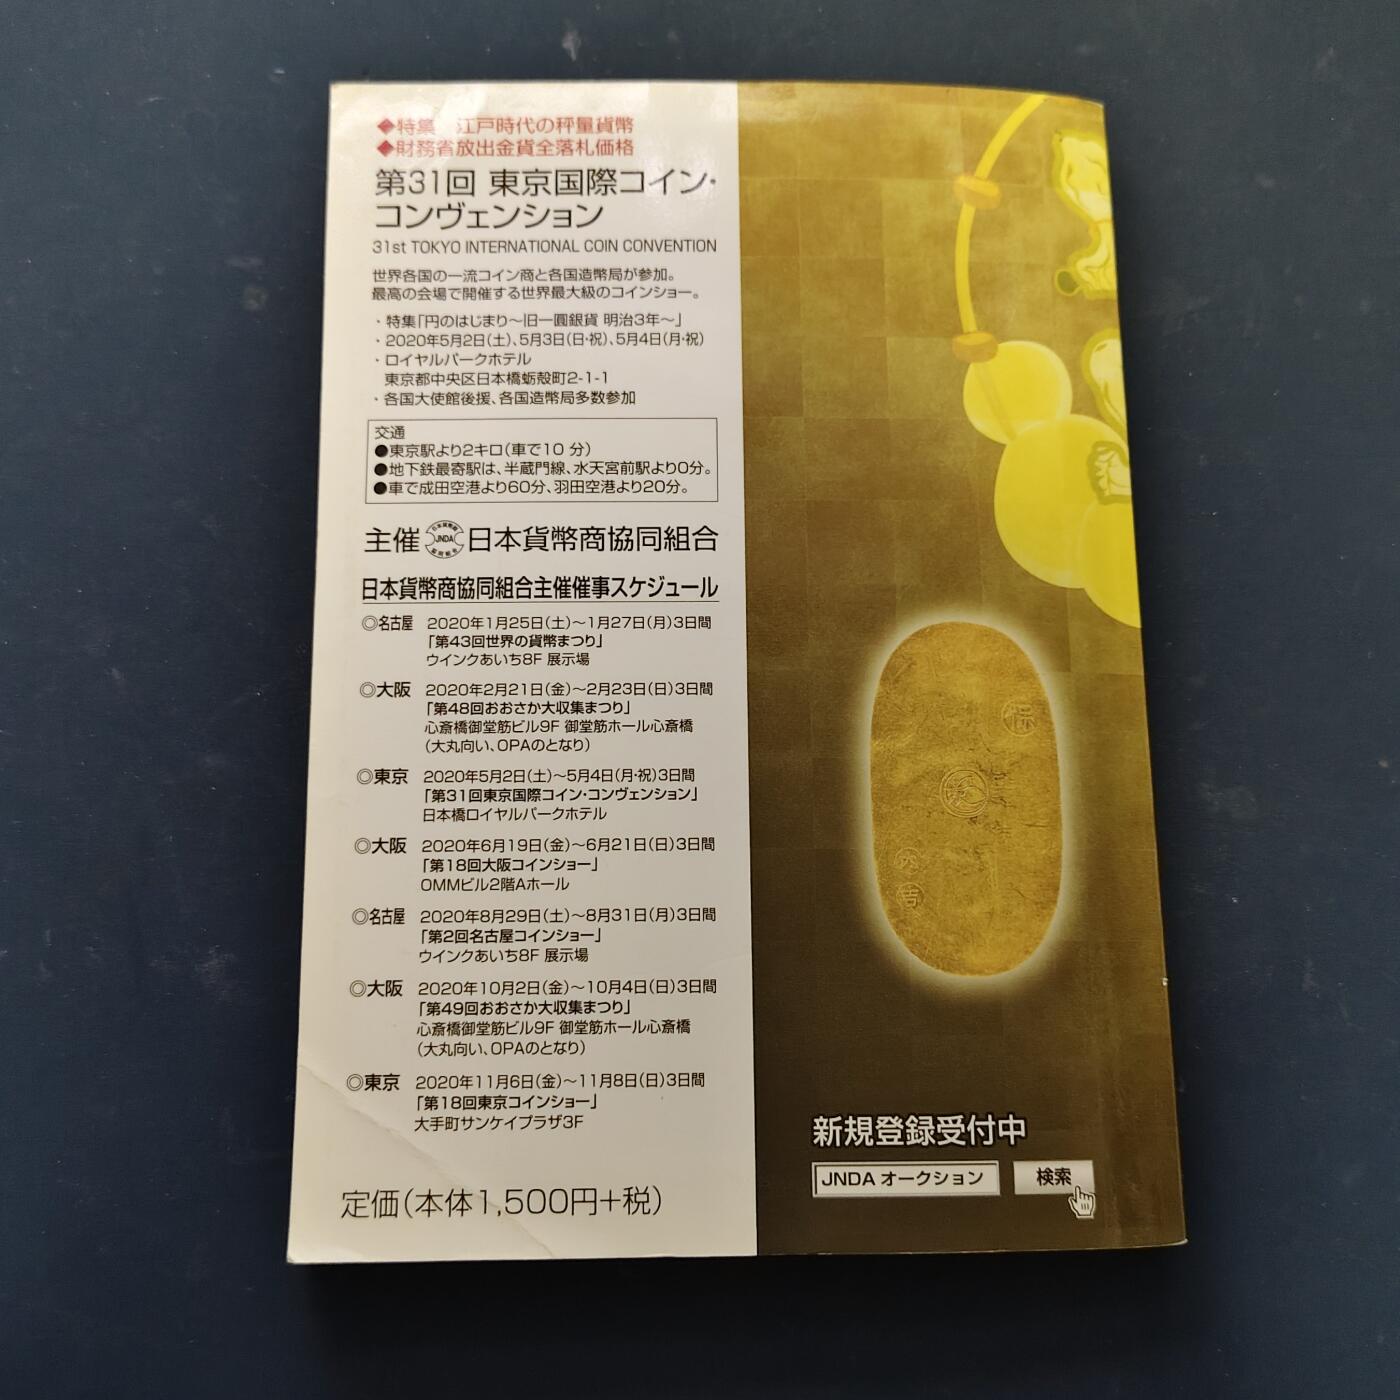 ◆特集 江戸時代の秤量貨幣
◆財務省放出金貨全落札価格
第31回 東京国際コイン・
コンヴェンション
31st TOKYO INTERNATIONAL COIN CONVENTION
世界各国の一流コイン商と各国造幣局が参加。
最高の会場で開催する世界最大級のコインショー。
・特集「円のはじまり〜旧一圓銀貨 明治3年〜」
・2020年5月2日(土)、5月3日(日・祝)、5月4日(月・祝)
・ロイヤルパークホテル
東京都中央区日本橋蛎殻町2-1-1
・各国大使館後援、各国造幣局多数参加
交通
●東京駅より2キロ(車で10 分)
●地下鉄最寄駅は、半蔵門線、水天宮前駅より0分。
●車で成田空港より60分、羽田空港より20分。
主催 JNDA 日本貨幣商協同組合
日本貨幣商協同組合主催催事スケジュール
◎名古屋 2020年1月25日(土)〜1月27日(月)3日間
「第43回世界の貨幣まつり」
ウインクあいち8F 展示場
◎大阪 2020年2月21日(金)〜2月23日(日)3日間
「第48回おおさか大収集まつり」
心斎橋御堂筋ビル9F 御堂筋ホール心斎橋
(大丸向い、OPAのとなり)
◎東京 2020年5月2日(土)〜5月4日(月・祝)3日間
「第31回東京国際コイン・コンヴェンション」
日本橋ロイヤルパークホテル
◎大阪 2020年6月19日(金)〜6月21日(日)3日間
「第18回大阪コインショー」
OMMビル2階Aホール
◎名古屋 2020年8月29日(土)〜8月31日(月)3日間
「第2回名古屋コインショー」
ウインクあいち8F 展示場
◎大阪 2020年10月2日(金)〜10月4日(日)3日間
「第49回おおさか大収集まつり」
心斎橋御堂筋ビル9F 御堂筋ホール心斎橋
(大丸向い、OPAのとなり)
◎東京 2020年11月6日(金)〜11月8日(日)3日間
「第18回東京コインショー」
大手町サンケイプラザ3F
定価(本体1,500円+税)
保
吉
新規登録受付中
JNDA オークション 検索